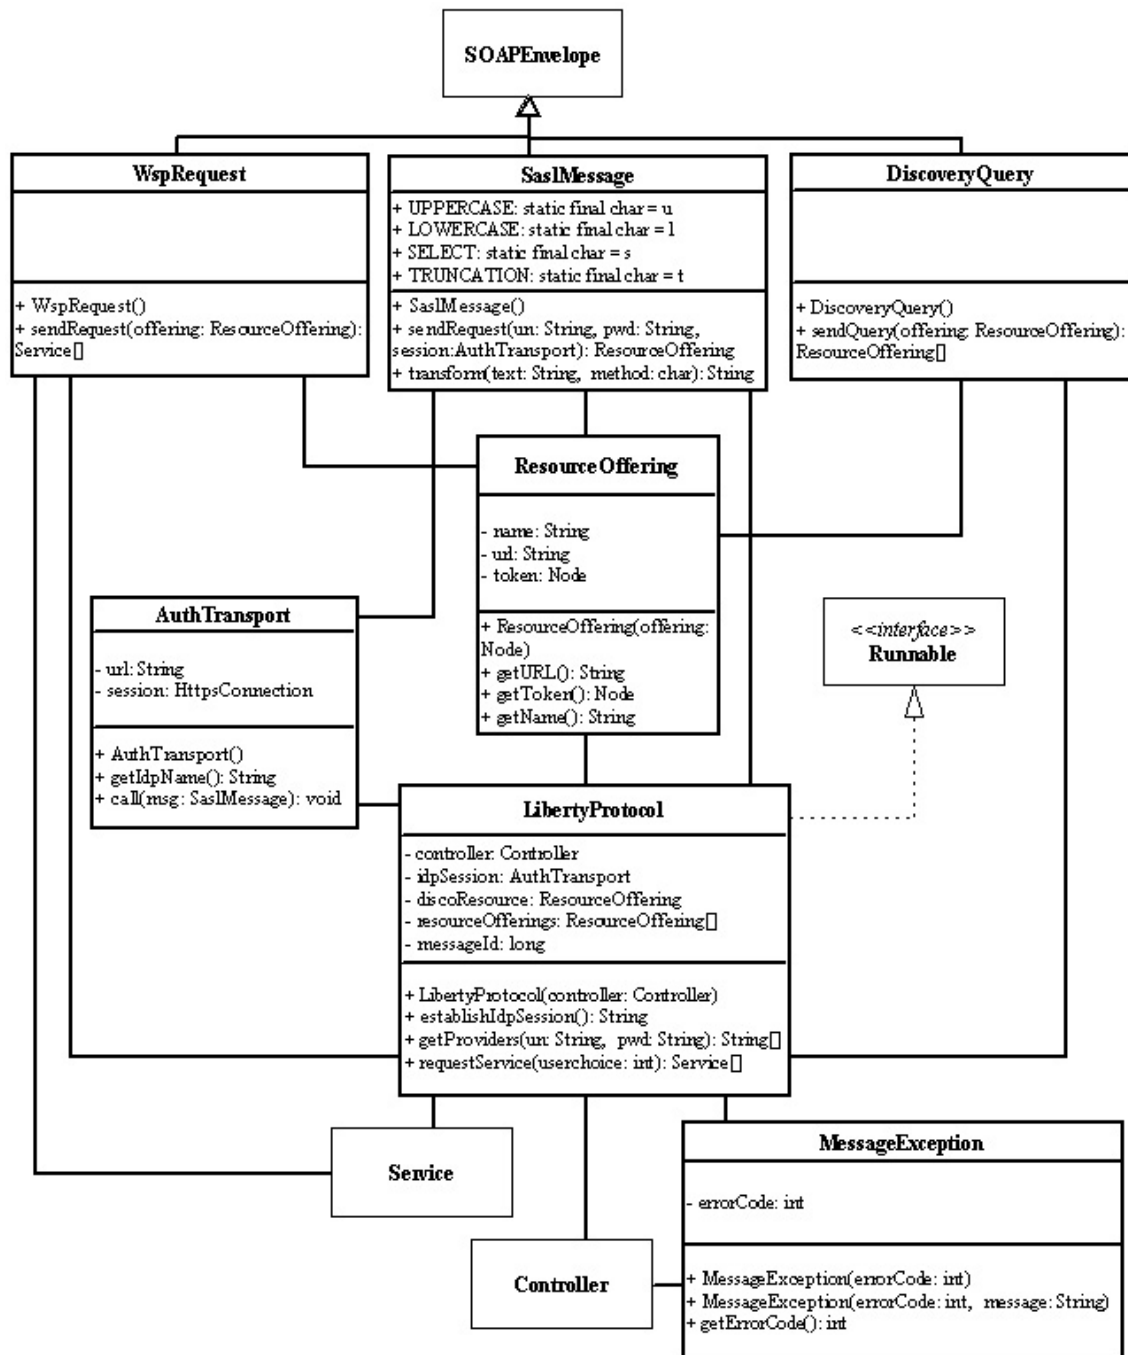 SOAPEnvelope
WspRequest
+ WspRequest()
+ sendRequest(offering: ResourceOffering):
Service[]
SaslMessage
+ UPPERCASE: static final char = u
+ LOWERCASE: static final char = l
+ SELECT: static final char = s
+ TRUNCATION: static final char = t
+ SaslMessage()
+ sendRequest(un: String, pwd: String,
session:AuthTransport): ResourceOffering
+ transform(text: String, method: char): String
DiscoveryQuery
+ DiscoveryQuery()
+ sendQuery(offering: ResourceOffering):
ResourceOffering[]
ResourceOffering
- name: String
- url: String
- token: Node
+ ResourceOffering(offering:
Node)
+ getURL(): String
+ getToken(): Node
+ getName(): String
AuthTransport
- url: String
- session: HttpsConnection
+ AuthTransport()
+ getIdpName(): String
+ call(msg: SaslMessage): void
<<interface>>
Runnable
LibertyProtocol
- controller: Controller
- idpSession: AuthTransport
- discoResource: ResourceOffering
- resourceOfferings: ResourceOffering[]
- messageId: long
+ LibertyProtocol(controller: Controller)
+ establishIdpSession(): String
+ getProviders(un: String, pwd: String): String[]
+ requestService(userchoice: int): Service[]
Service
Controller
MessageException
- errorCode: int
+ MessageException(errorCode: int)
+ MessageException(errorCode: int, message: String)
+ getErrorCode(): int